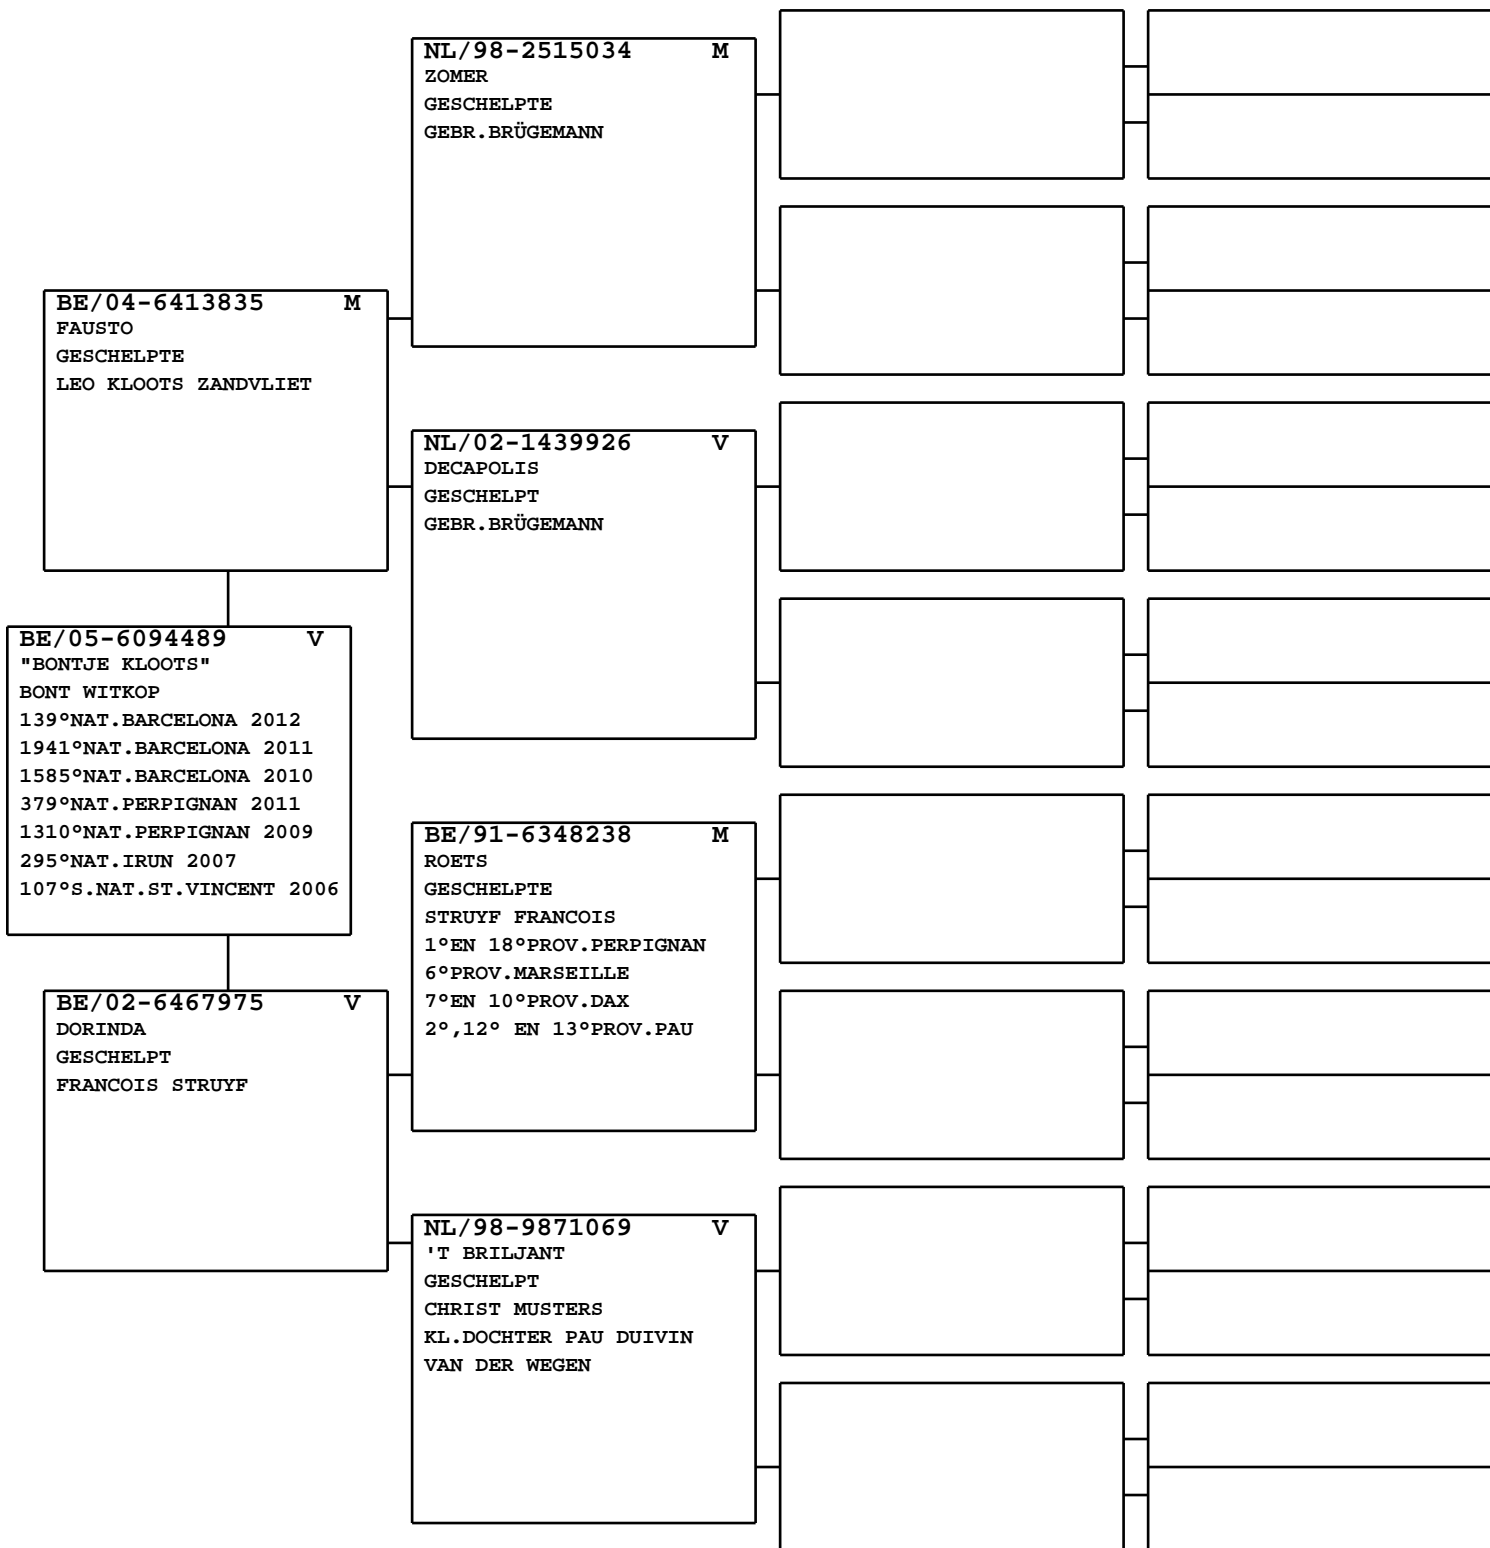 NL/98-2515034 M
ZOMER
GESCHELPTE
GEBR.BRÜGEMANN
BE/04-6413835 M
FAUSTO
GESCHELPTE
LEO KLOOTS ZANDVLIET
NL/02-1439926 V
DECAPOLIS
GESCHELPT
GEBR.BRÜGEMANN
BE/05-6094489 V
"BONTJE KLOOTS"
BONT WITKOP
139°NAT.BARCELONA 2012
1941°NAT.BARCELONA 2011
1585°NAT.BARCELONA 2010
379°NAT.PERPIGNAN 2011
1310°NAT.PERPIGNAN 2009
295°NAT.IRUN 2007
107°S.NAT.ST.VINCENT 2006
BE/91-6348238 M
ROETS
GESCHELPTE
STRUYF FRANCOIS
1°EN 18°PROV.PERPIGNAN
6°PROV.MARSEILLE
7°EN 10°PROV.DAX
2°,12° EN 13°PROV.PAU
BE/02-6467975 V
DORINDA
GESCHELPT
FRANCOIS STRUYF
NL/98-9871069 V
'T BRILJANT
GESCHELPT
CHRIST MUSTERS
KL.DOCHTER PAU DUIVIN
VAN DER WEGEN